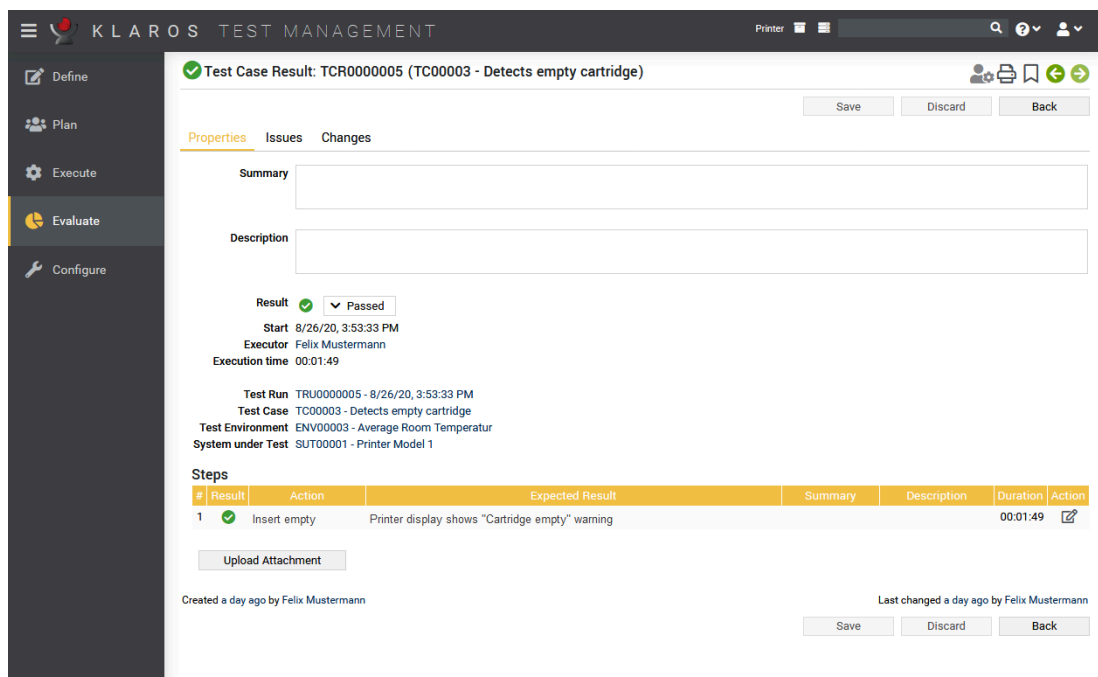 KLAROS TEST MANAGEMENT
Printer
Define
Plan
Execute
Evaluate
Configure
Test Case Result: TCR0000005 (TC00003 - Detects empty cartridge)
Save Discard Back
Properties Issues Changes
Summary
Description
Result Passed
Start 8/26/20, 3:53:33 PM
Executor Felix Mustermann
Execution time 00:01:49
Test Run TRU0000005 - 8/26/20, 3:53:33 PM
Test Case TC00003 - Detects empty cartridge
Test Environment ENV00003 - Average Room Temperatur
System under Test SUT00001 - Printer Model 1
Steps
# Result Action Expected Result Summary Description Duration Action
1 Insert empty Printer display shows "Cartridge empty" warning 00:01:49
Upload Attachment
Created a day ago by Felix Mustermann Last changed a day ago by Felix Mustermann
Save Discard Back